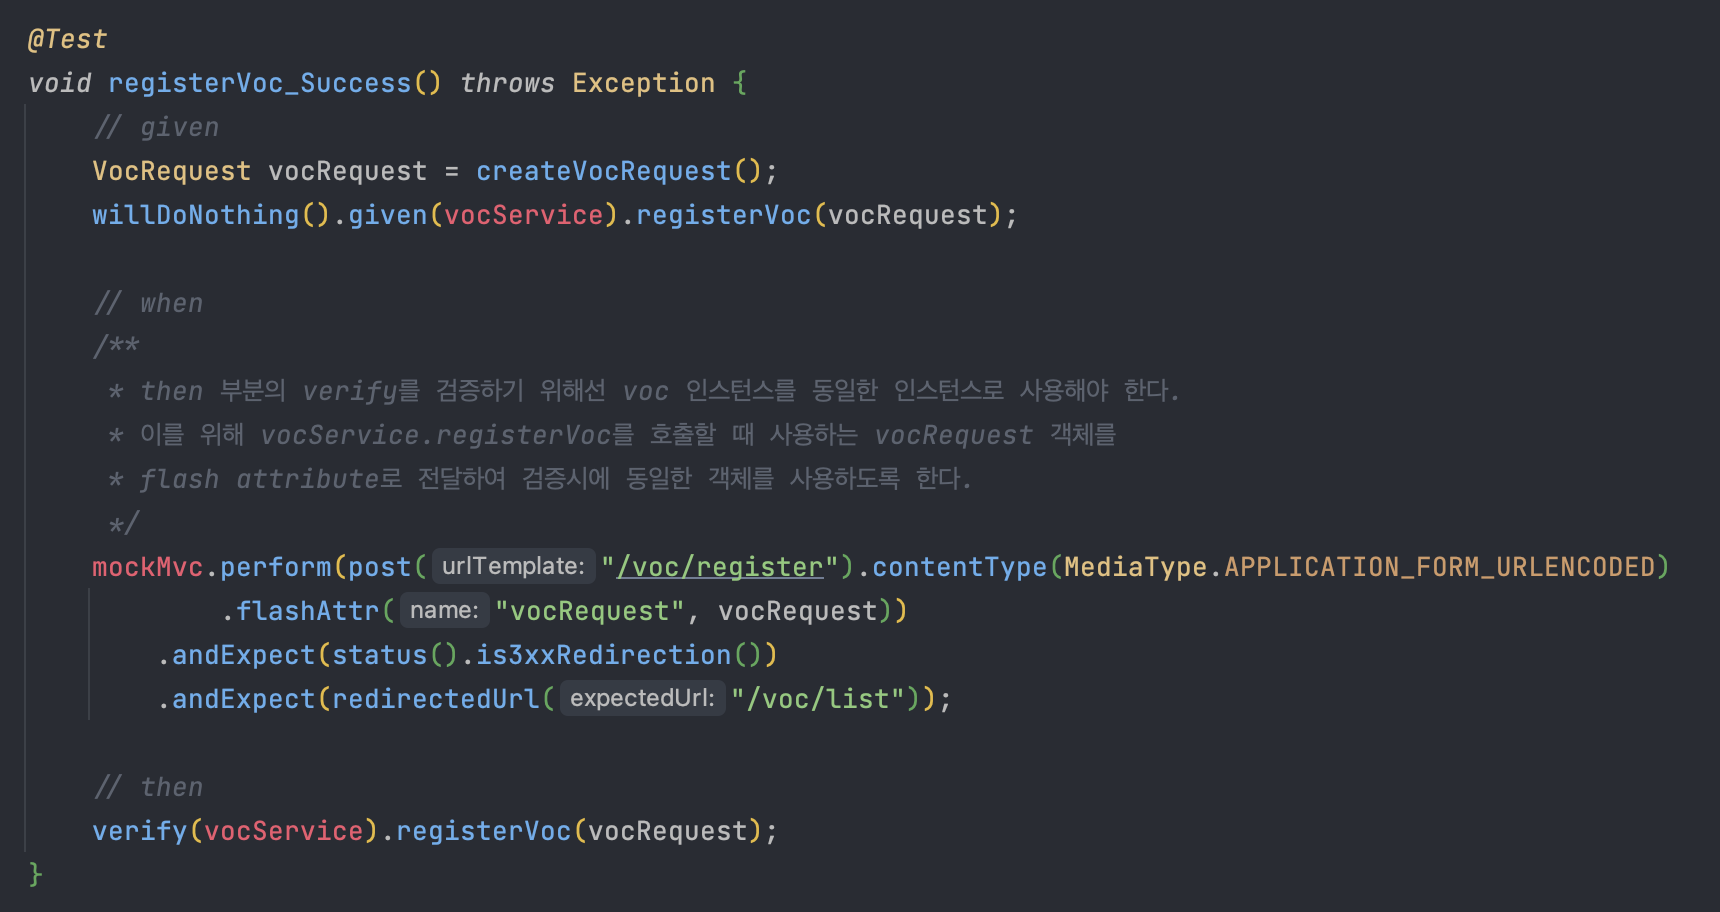 @Test
void registerVoc_Success() throws Exception {
// given
VocRequest vocRequest = createVocRequest();
willDoNothing().given(vocService).registerVoc(vocRequest);
// when
/**
* then 부분의 verify를 검증하기 위해선 voc 인스턴스를 동일한 인스턴스로 사용해야 한다.
* 이를 위해 vocService.registerVoc를 호출할 때 사용하는 vocRequest 객체를
* flash attribute로 전달하여 검증시에 동일한 객체를 사용하도록 한다.
*/
mockMvc.perform(post( urlTemplate: "/voc/register").contentType(MediaType.APPLICATION_FORM_URLENCODED)
.flashAttr( name: "vocRequest", vocRequest))
.andExpect(status().is3xxRedirection())
.andExpect(redirectedUrl( expectedUrl: "/voc/list"));
// then
verify(vocService).registerVoc(vocRequest);
}